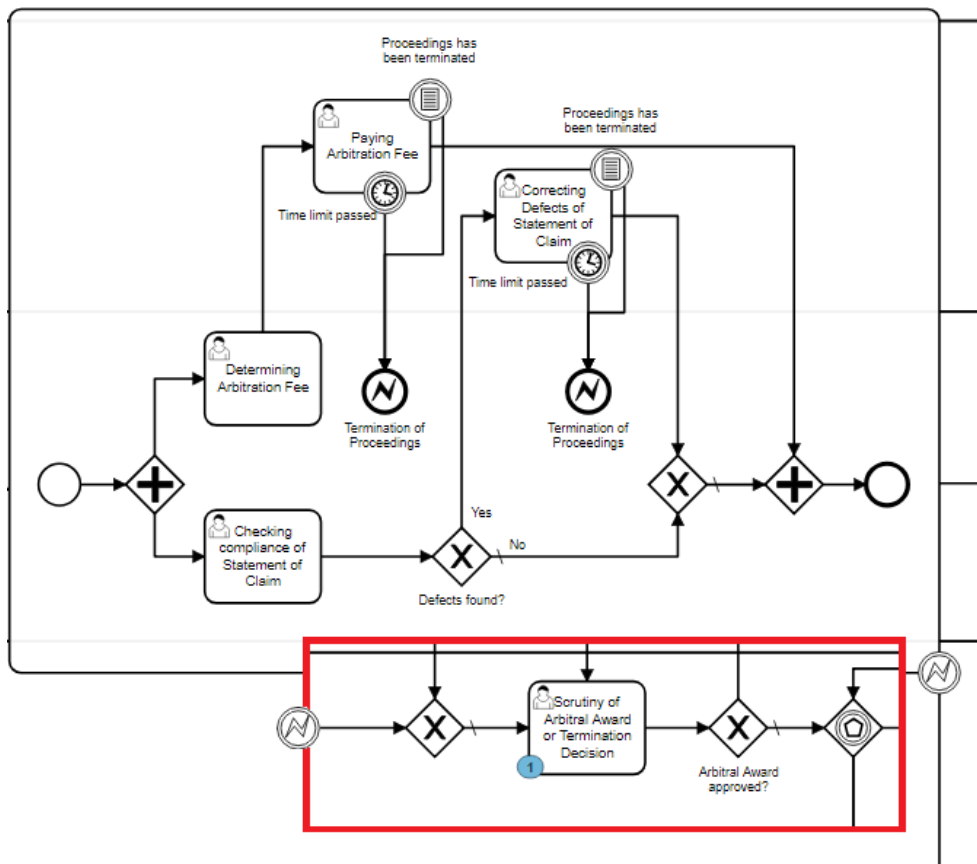 Proceedings has
been terminated
Paying
Arbitration Fee
Time limit passed
Proceedings has
been terminated
Correcting
Defects of
Statement of
Claim
Time limit passed
Determining
Arbitration Fee
Termination of
Proceedings
Termination of
Proceedings
Checking
compliance of
Statement of
Claim
Yes
No
Defects found?
Scrutiny of
Arbitral Award
or Termination
Decision
1
Arbitral Award
approved?